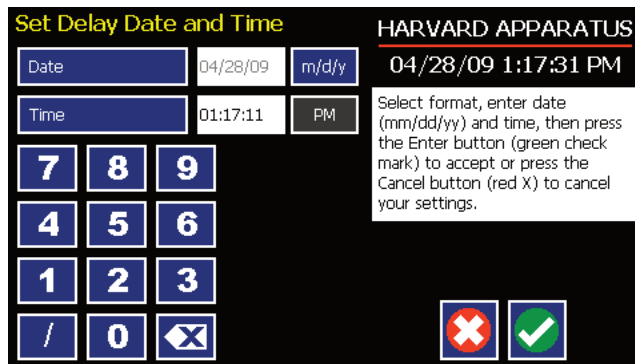 Set Delay Date and Time
Date 04/28/09 m/d/y
Time 01:17:11 PM
7 8 9
4 5 6
1 2 3
/ 0
HARVARD APPARATUS
04/28/09 1:17:31 PM
Select format, enter date
(mm/dd/yy) and time, then press
the Enter button (green check
mark) to accept or press the
Cancel button (red X) to cancel
your settings.